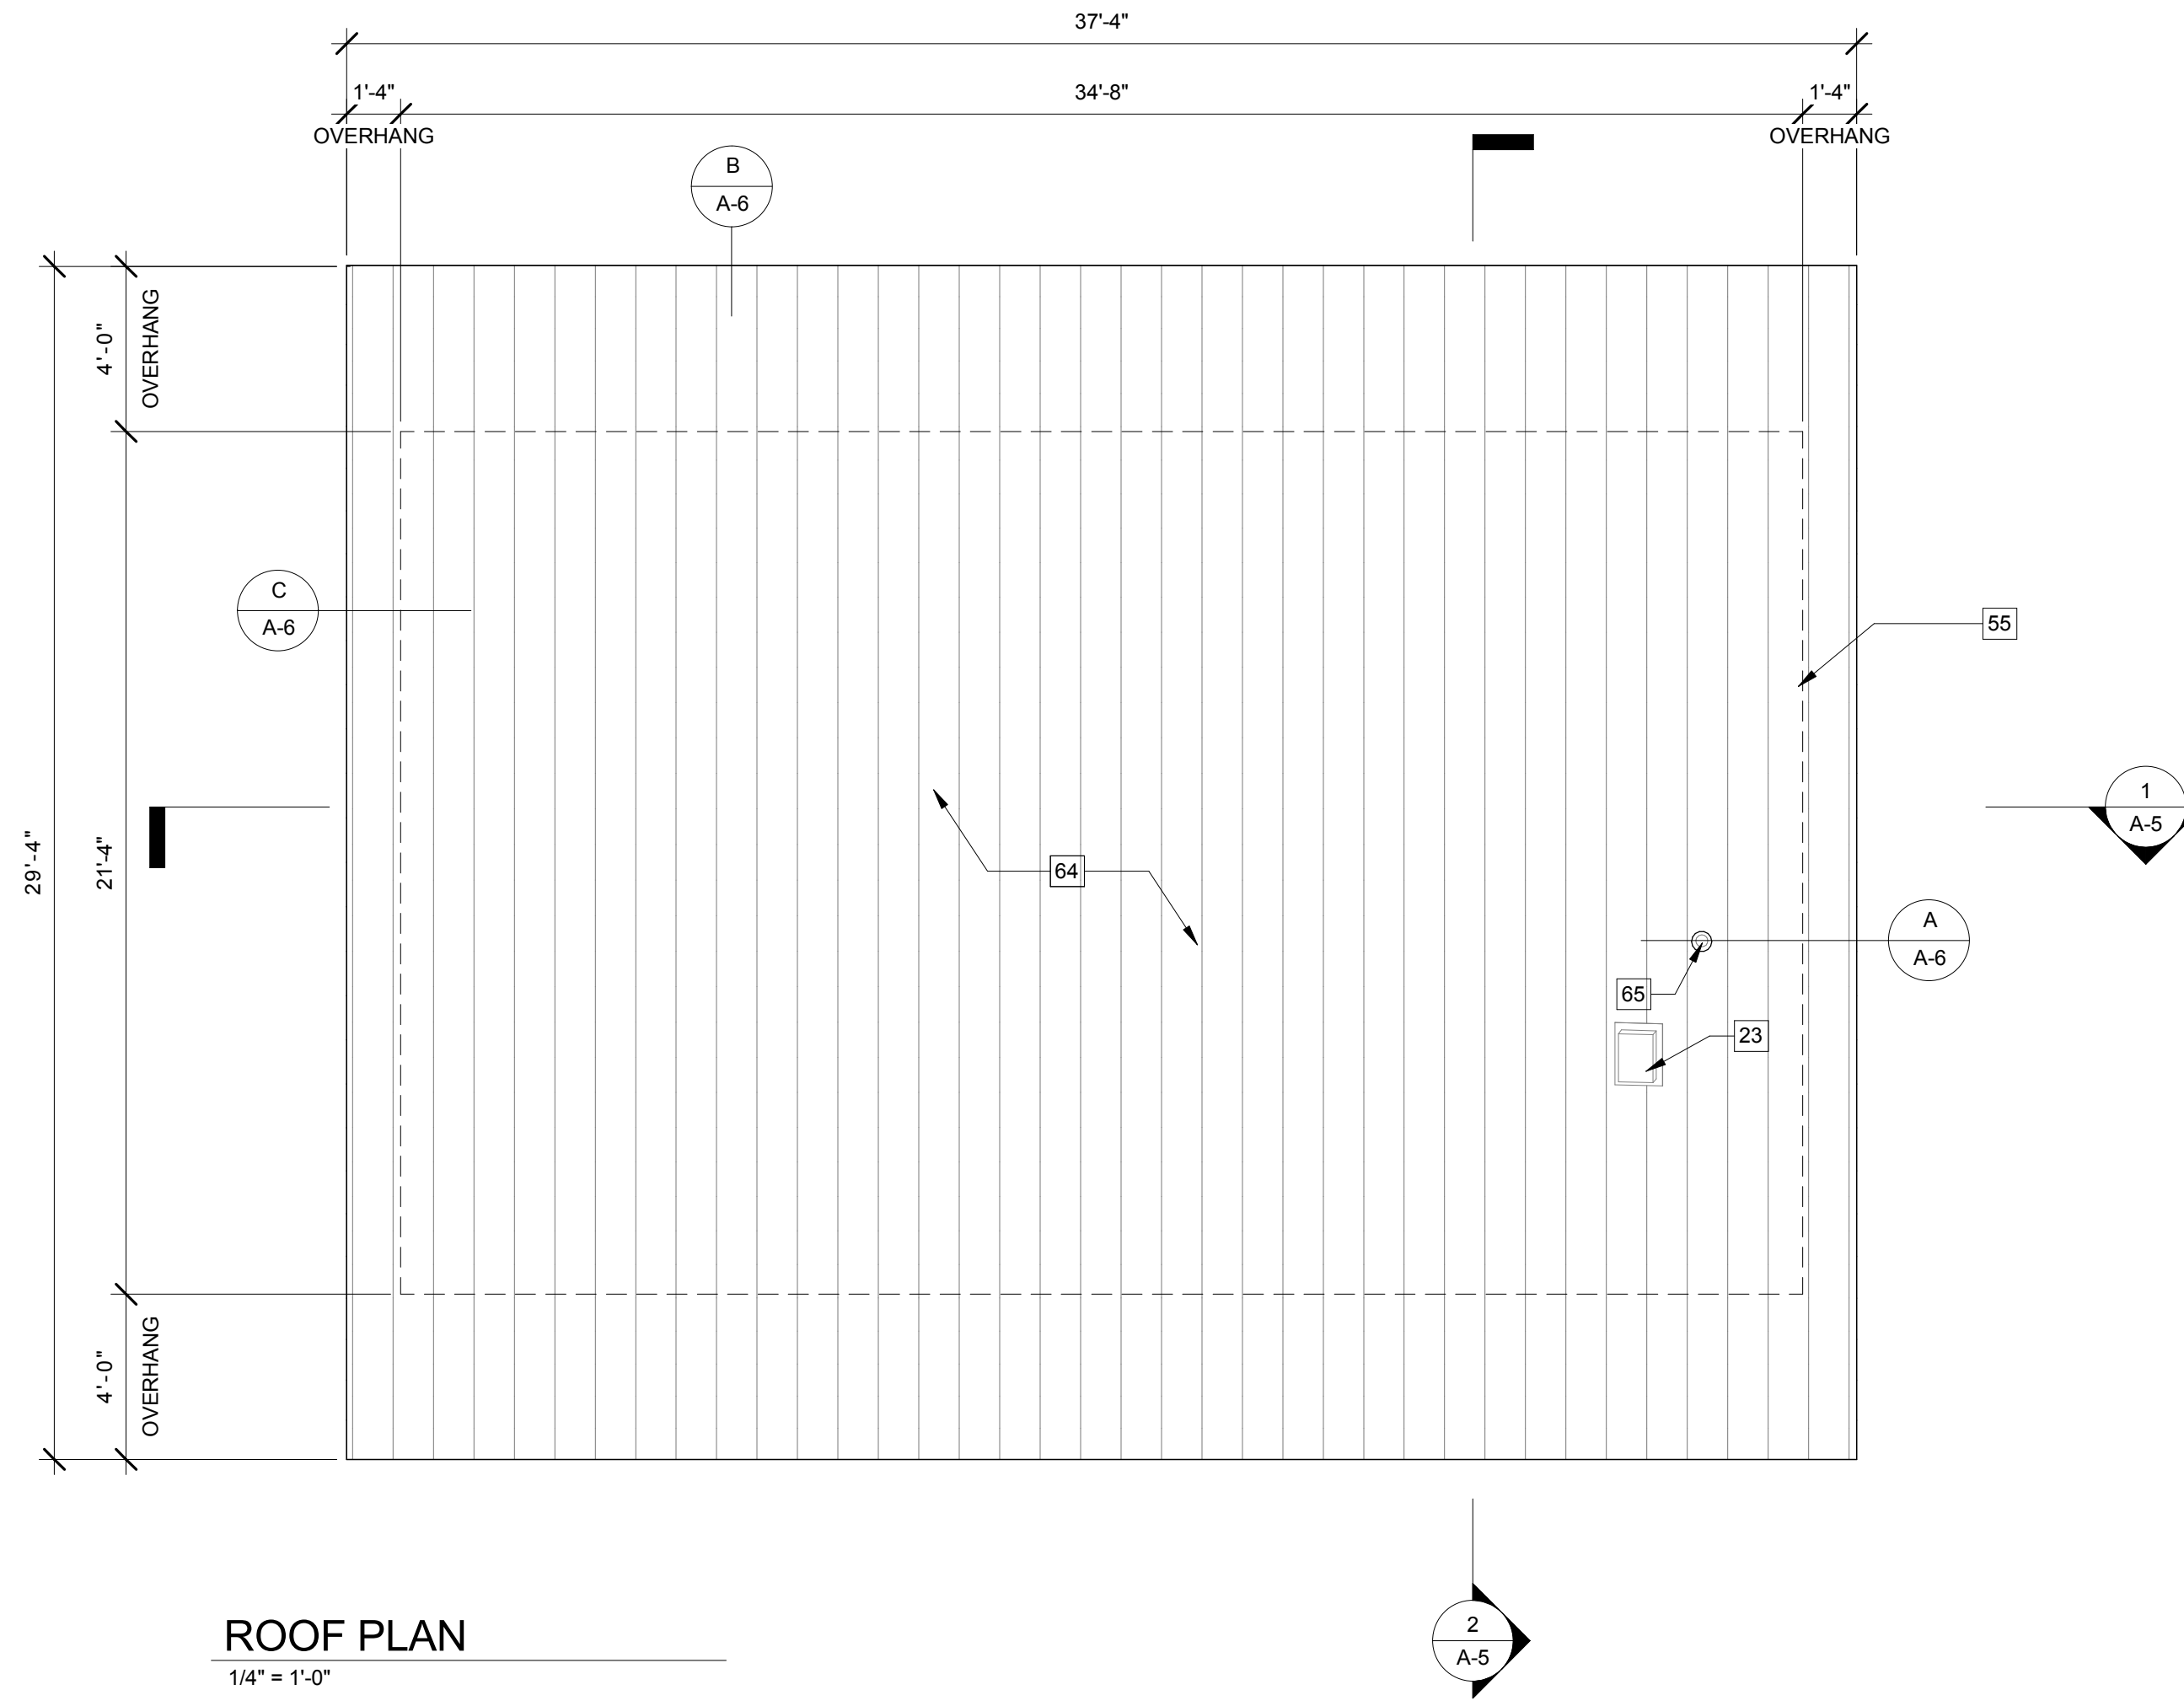 37'-4"
1'-4"
34'-8"
1'-4"
OVERHANG
OVERHANG
B
A-6
4'-0"
OVERHANG
C
A-6
55
1
A-5
29'-4"
21'-4"
64
A
A-6
65
23
4'-0"
OVERHANG
2
A-5
ROOF PLAN
1/4" = 1'-0"